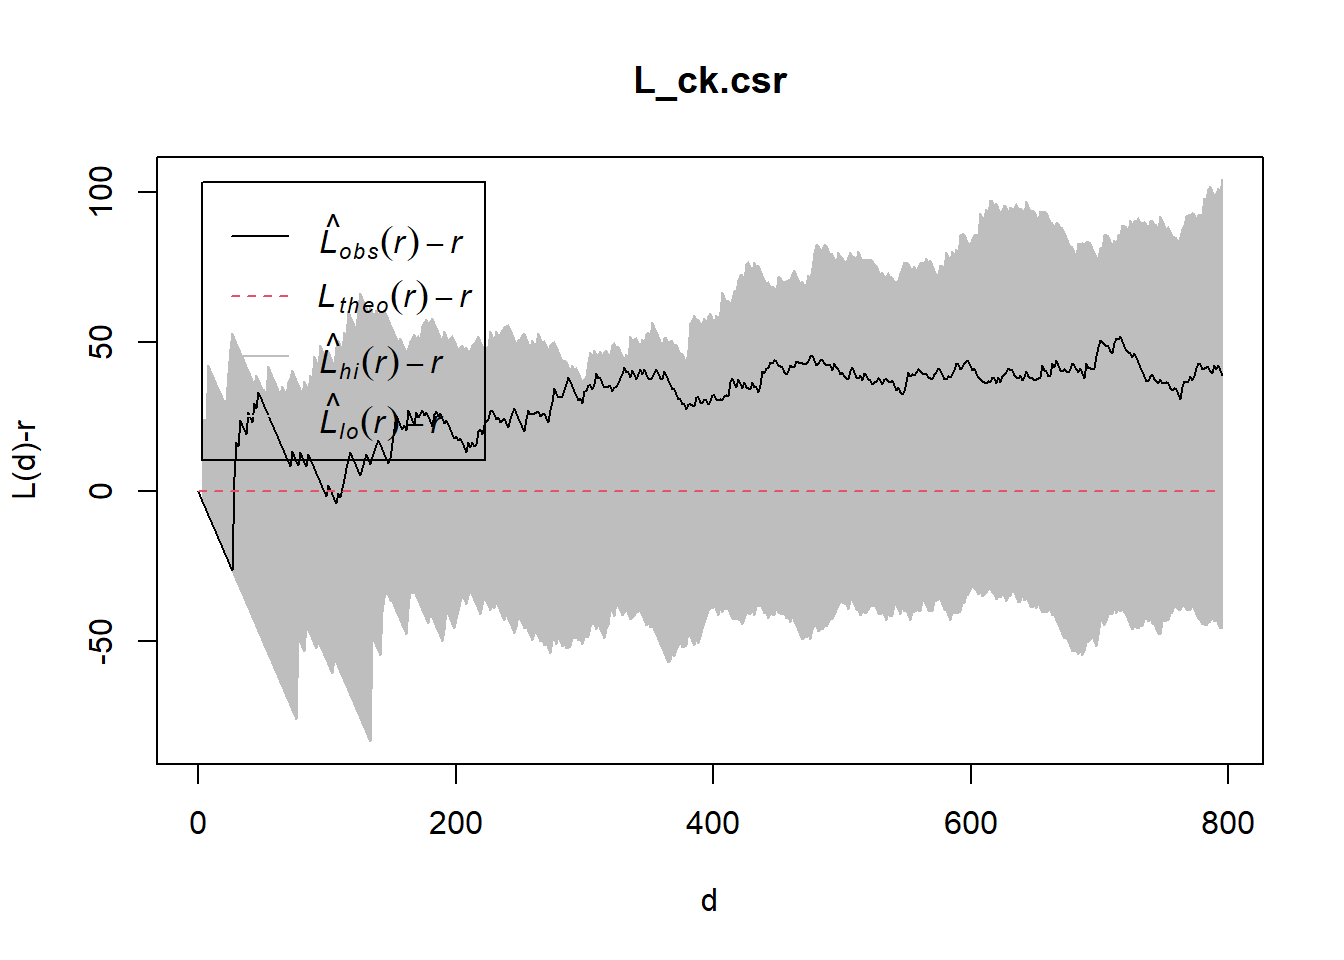 L_ck.csr
L(d)-r
100
50
0
-50
L̂obs(r) – r
Ltheo(r) – r
L̂hi(r) – r
L̂lo(r) – r
0 200 400 600 800
d